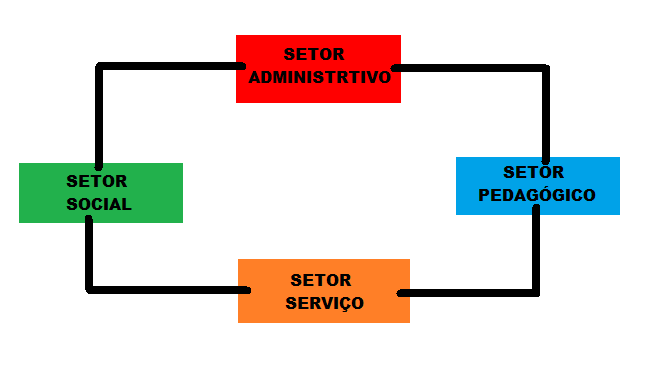 SETOR
ADMINISTRTIVO
SETOR
SOCIAL
SETOR
PEDAGÓGICO
SETOR
SERVIÇO